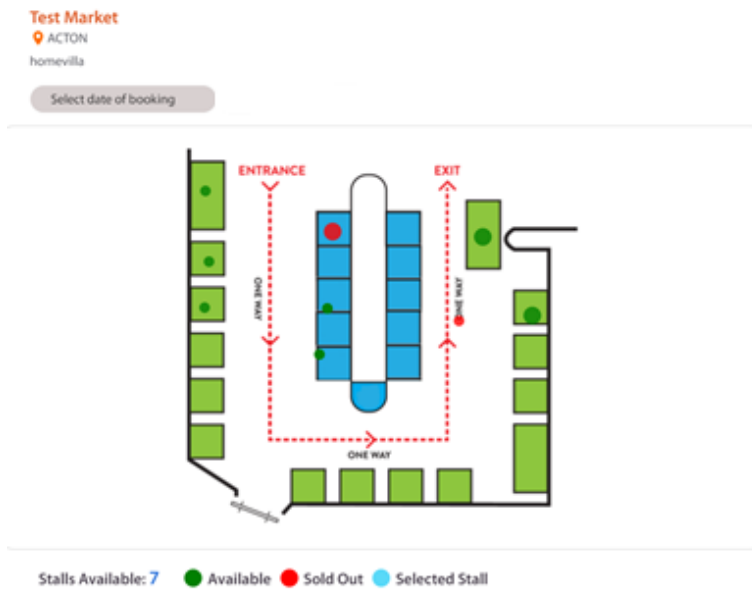 Test Market
ACTON
homevilla
Select date of booking
ENTRANCE
EXIT
ONE WAY
ONE WAY
ONE WAY
Stalls Available: 7
Available
Sold Out
Selected Stall